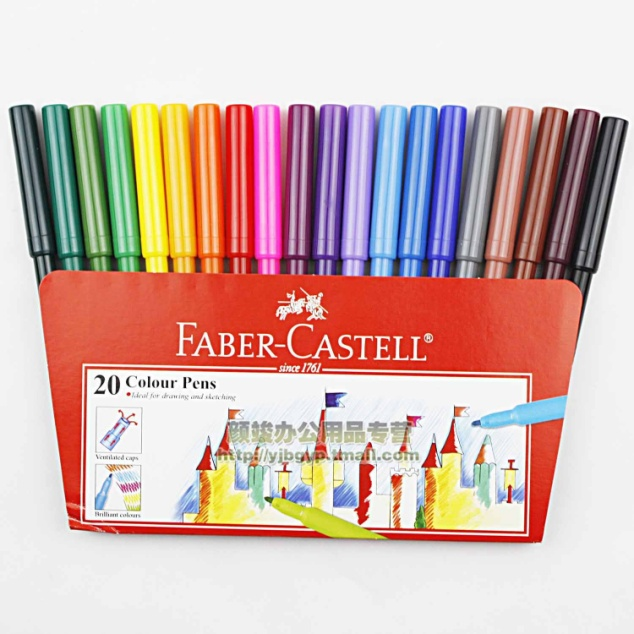 FABER-CASTELL®
since 1761
20 Colour Pens
Ideal for drawing and sketching
顾竣办公用品专营
http://yjbgyp.tmall.com
Ventilated caps
Brilliant colours